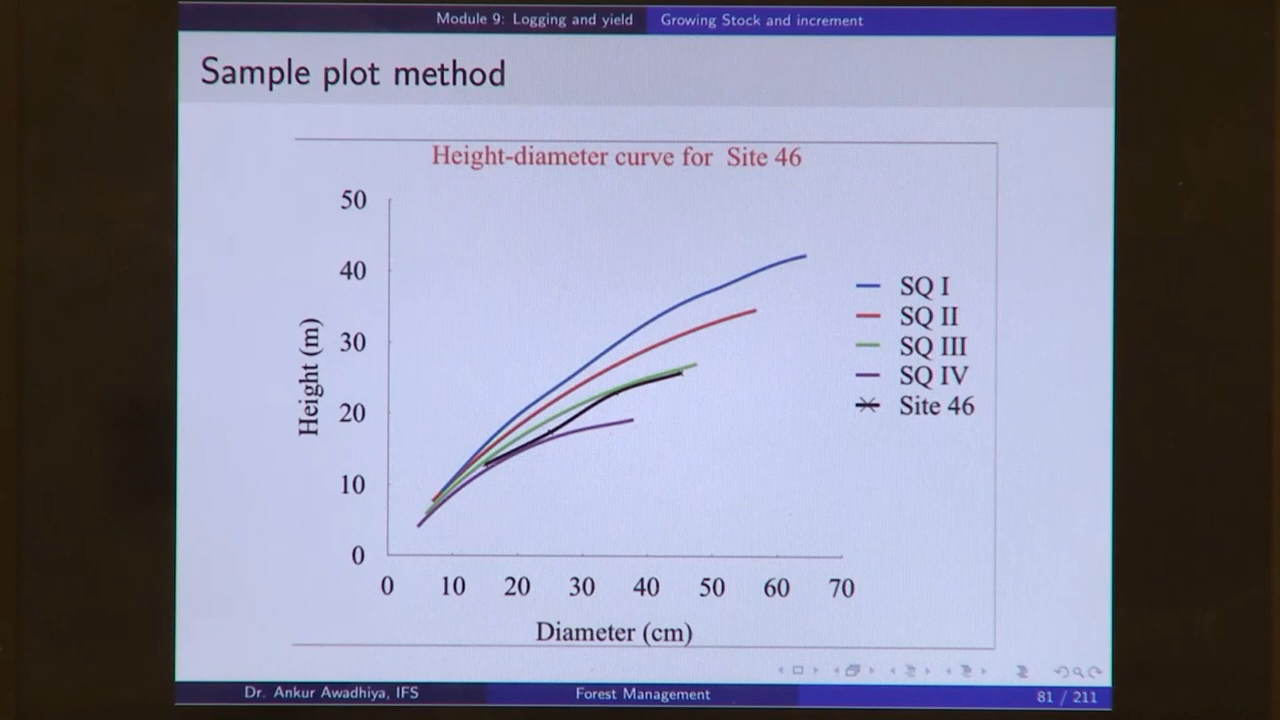 Module 9: Logging and yield Growing Stock and increment
Sample plot method
Height-diameter curve for Site 46
50
40
30
20
10
0
Height (m)
0 10 20 30 40 50 60 70
Diameter (cm)
SQ I
SQ II
SQ III
SQ IV
Site 46
Dr. Ankur Awadhiya, IFS Forest Management 81 / 211